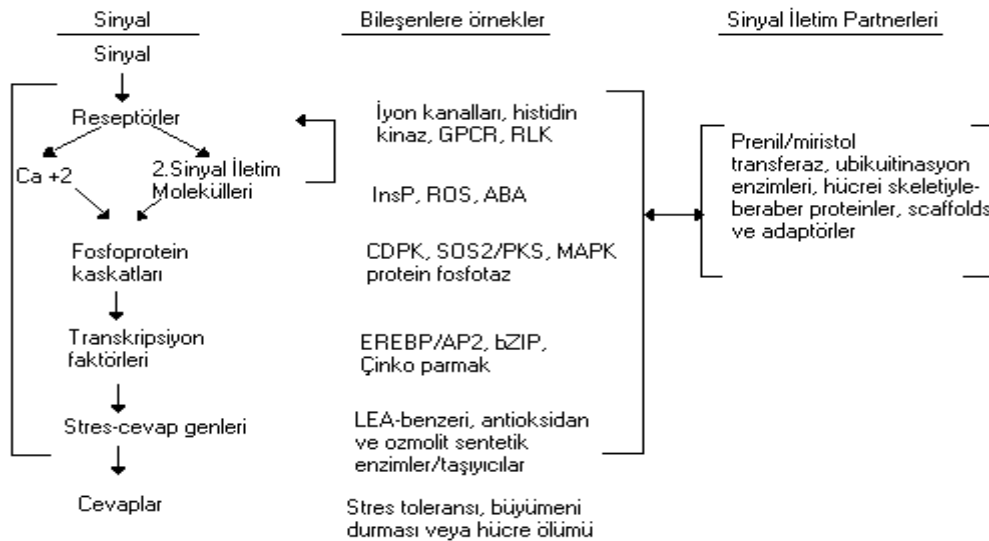 Sinyal
Bileşenlere örnekler
Sinyal İletim Partnerleri
Sinyal
Reseptörler
Ca +2
2.Sinyal İletim
Molekülleri
Fosfoprotein
kaskatları
Transkripsiyon
faktörleri
Stres-cevap genleri
Cevaplar
İyon kanalları, histidin
kinaz, GPCR, RLK
InsP, ROS, ABA
CDPK, SOS2/PKS, MAPK
protein fosfotaz
EREBP/AP2, bZIP,
Çinko parmak
LEA-benzeri, antioksidan
ve ozmolit sentetik
enzimler/taşıyıcılar
Stres toleransı, büyümeni
durması veya hücre ölümü
Prenil/miristol
transferaz, ubikuitinasyon
enzimleri, hücrei skeletiyle-
beraber proteinler, scaffolds
ve adaptörler